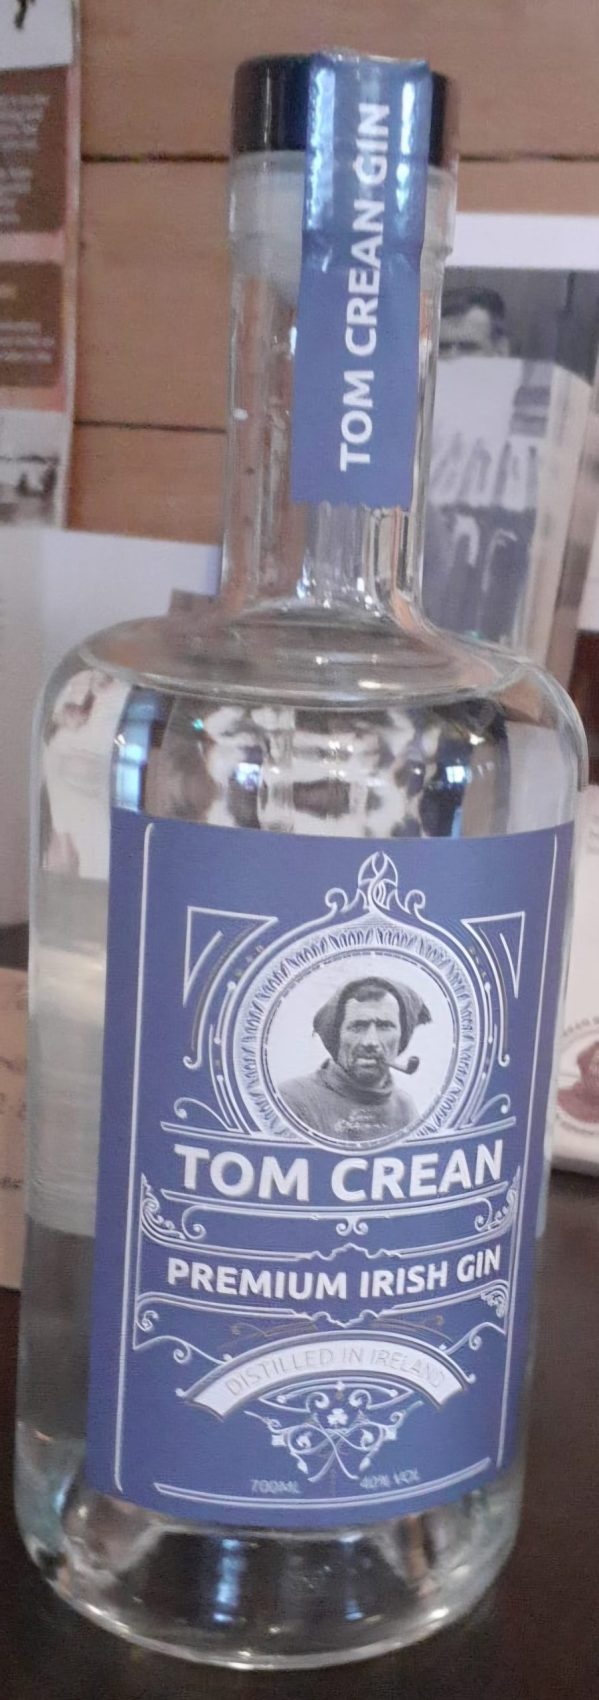 TOM CREAN GIN
TOM CREAN
PREMIUM IRISH GIN
DISTILLED IN IRELAND
700ML 40% VOL